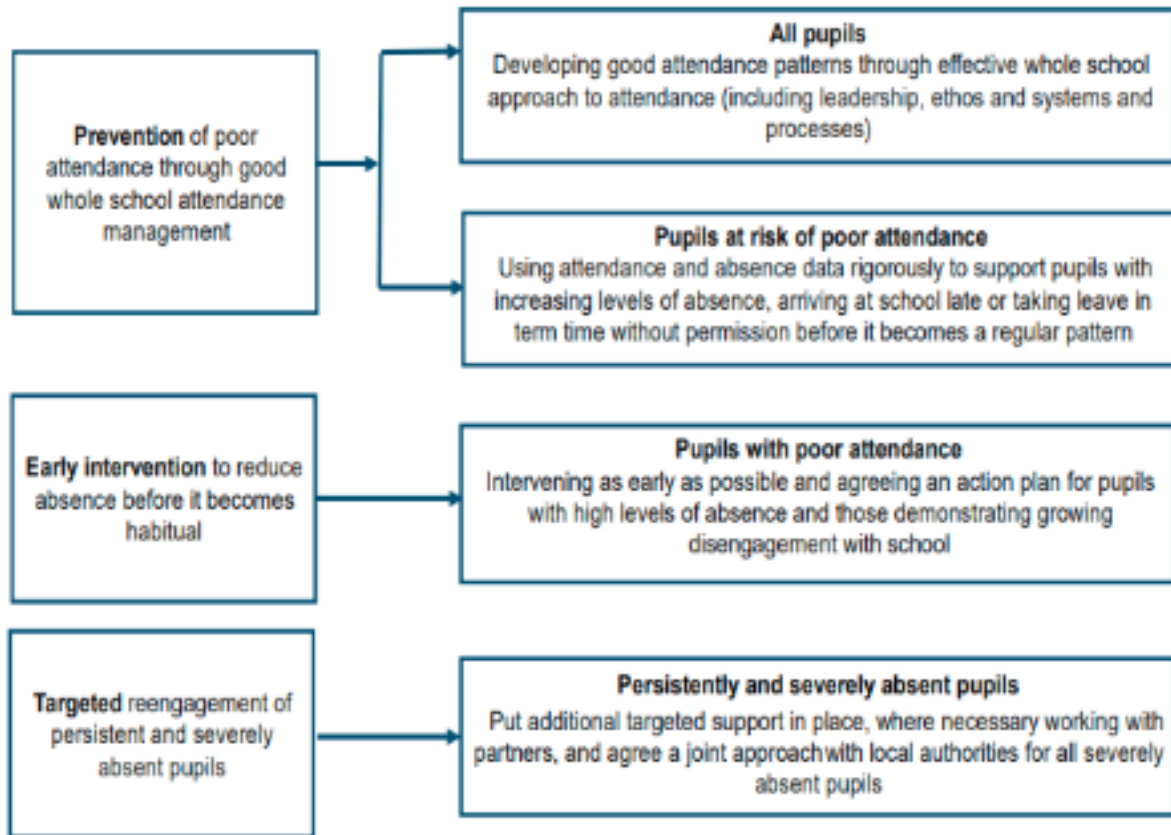 Prevention of poor
attendance through good
whole school attendance
management
All pupils
Developing good attendance patterns through effective whole school
approach to attendance (including leadership, ethos and systems and
processes)
Pupils at risk of poor attendance
Using attendance and absence data rigorously to support pupils with
increasing levels of absence, arriving at school late or taking leave in
term time without permission before it becomes a regular pattern
Early intervention to reduce
absence before it becomes
habitual
Pupils with poor attendance
Intervening as early as possible and agreeing an action plan for pupils
with high levels of absence and those demonstrating growing
disengagement with school
Targeted reengagement of
persistent and severely
absent pupils
Persistently and severely absent pupils
Put additional targeted support in place, where necessary working with
partners, and agree a joint approach with local authorities for all severely
absent pupils